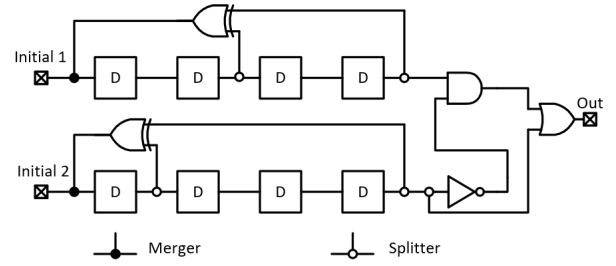 Initial 1
D D D D
Out
Initial 2
D D D D
Merger Splitter